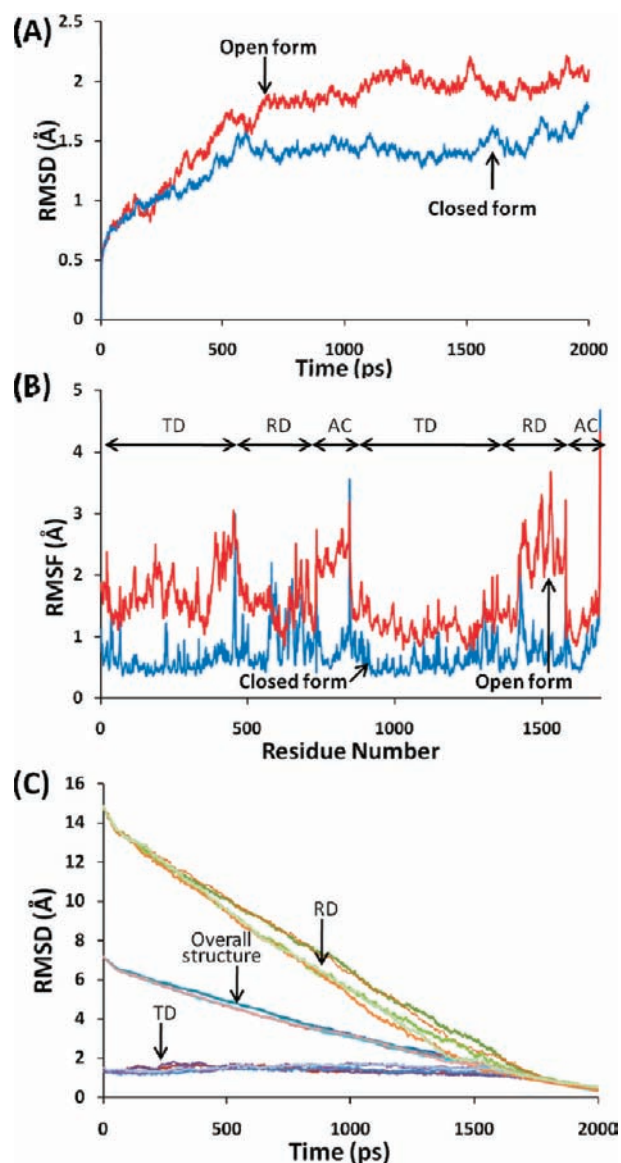 (A)
2.5
2
1.5
1
0.5
0
RMSD (Å)
Open form
Closed form
0 500 1000 1500 2000
Time (ps)
(B)
5
4
3
2
1
0
RMSF (Å)
TD RD AC TD RD AC
Closed form
Open form
0 500 1000 1500
Residue Number
(C)
16
14
12
10
8
6
4
2
0
RMSD (Å)
RD
Overall
structure
TD
0 500 1000 1500 2000
Time (ps)